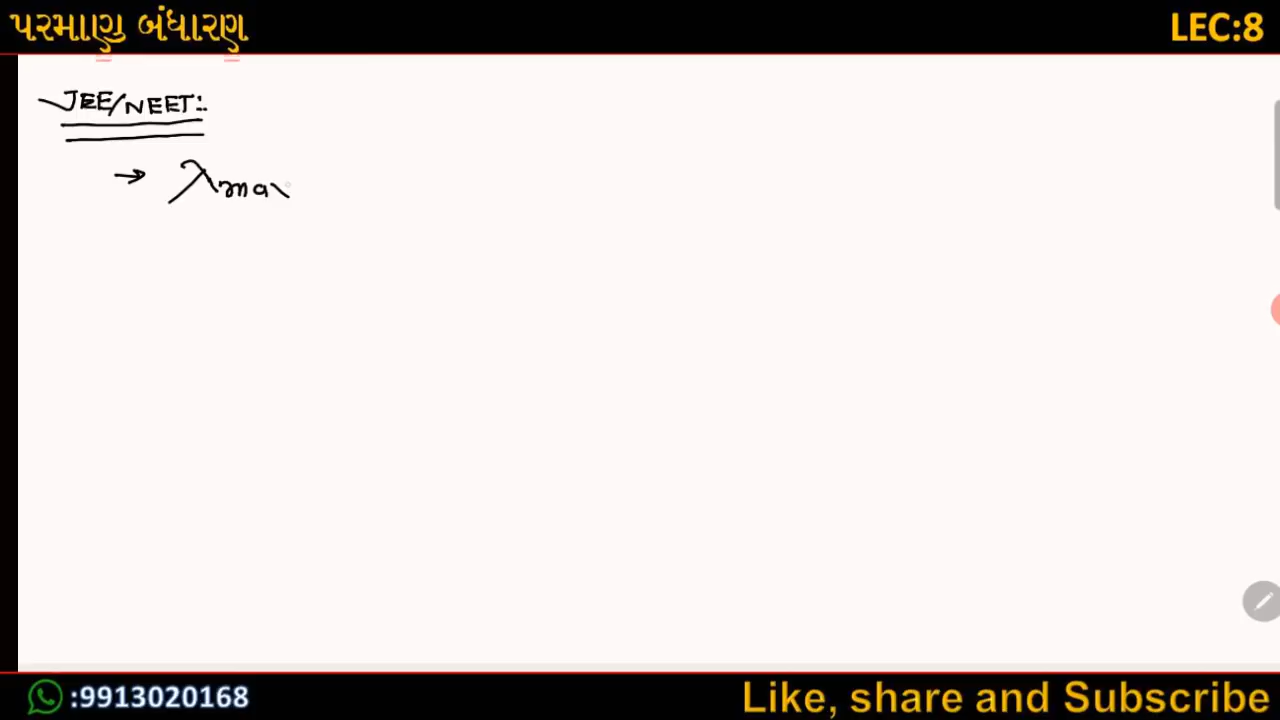 પરમાણુ બંધારણ
LEC:8
JEE/NEET:
→ λmax
:9913020168
Like, share and Subscribe